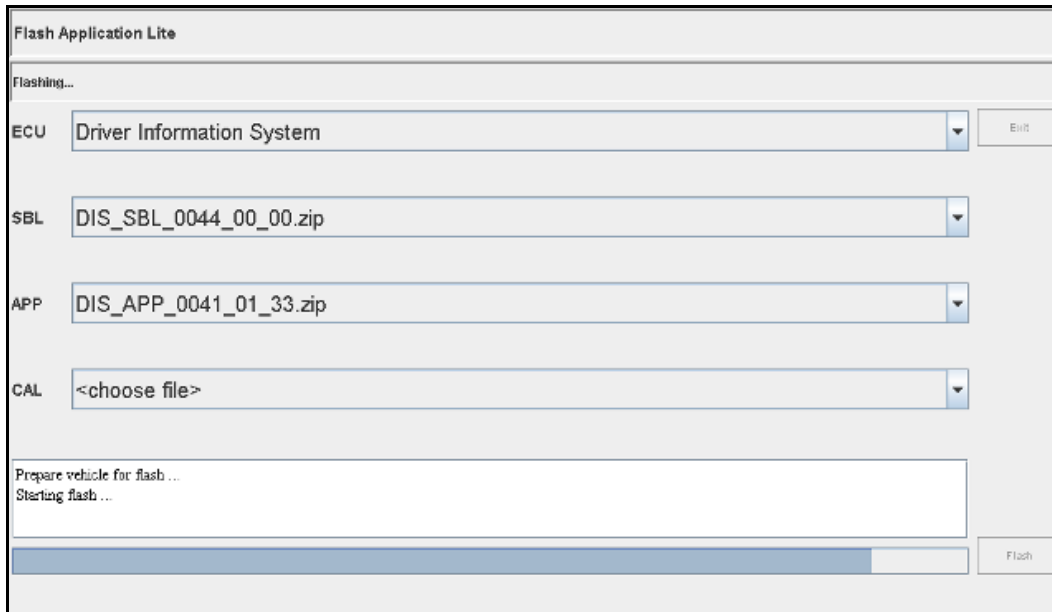 Flash Application Lite
Flashing...
ECU Driver Information System
Exit
SBL DIS_SBL_0044_00_00.zip
APP DIS_APP_0041_01_33.zip
CAL <choose file>
Prepare vehicle for flash ...
Starting flash ...
Flash